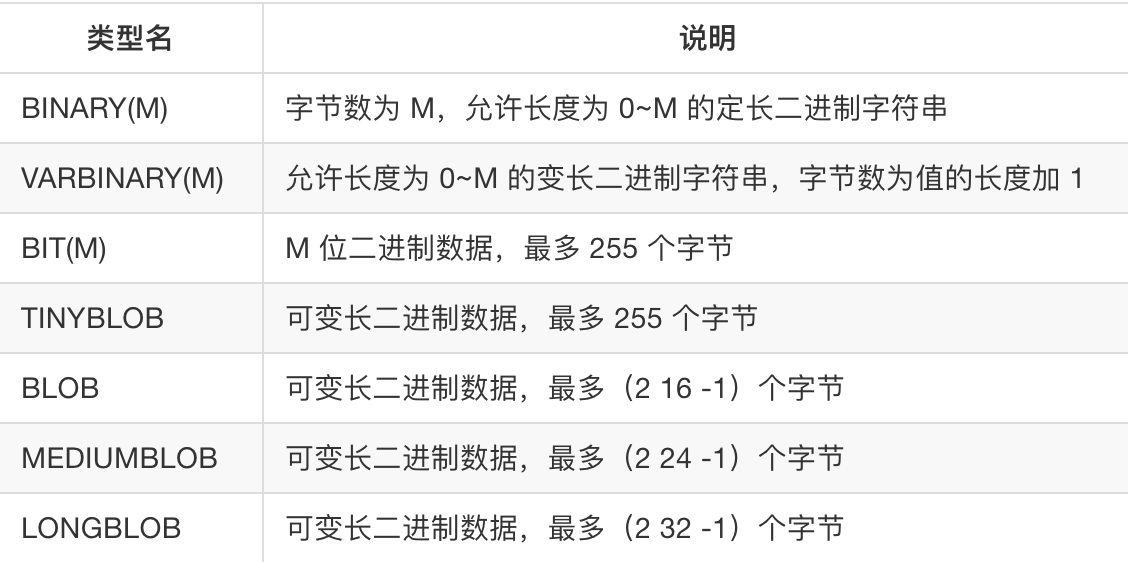 类型名 说明
BINARY(M) 字节数为 M，允许长度为 0~M 的定长二进制字符串
VARBINARY(M) 允许长度为 0~M 的变长二进制字符串，字节数为值的长度加 1
BIT(M) M 位二进制数据，最多 255 个字节
TINYBLOB 可变长二进制数据，最多 255 个字节
BLOB 可变长二进制数据，最多（2 16 -1）个字节
MEDIUMBLOB 可变长二进制数据，最多（2 24 -1）个字节
LONGBLOB 可变长二进制数据，最多（2 32 -1）个字节